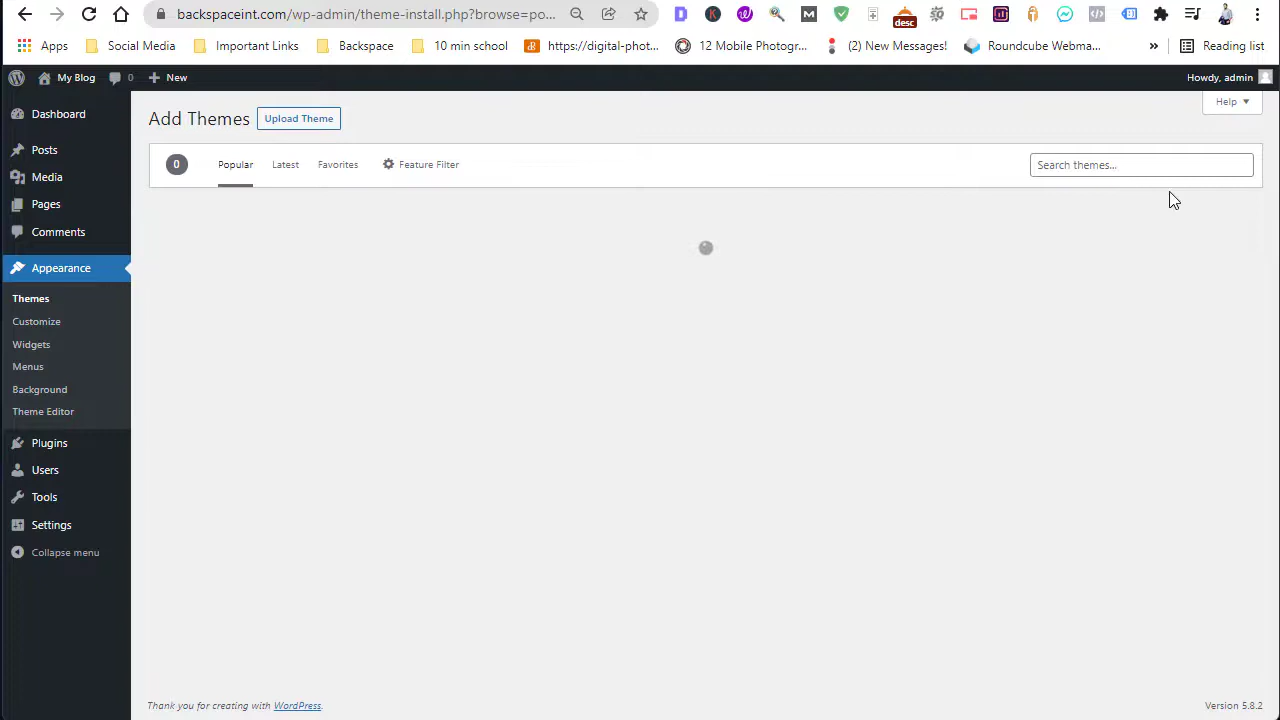 backspaceint.com/wp-admin/theme-install.php?browse=po...
desc
Apps
Social Media
Important Links
Backspace
10 min school
https://digital-phot...
12 Mobile Photogr...
(2) New Messages!
Roundcube Webma...
»
Reading list
My Blog
0
New
Howdy, admin
Dashboard
Posts
Media
Pages
Comments
Appearance
Themes
Customize
Widgets
Menus
Background
Theme Editor
Plugins
Users
Tools
Settings
Collapse menu
Help
Add Themes
Upload Theme
0
Popular
Latest
Favorites
Feature Filter
Search themes...
Thank you for creating with WordPress.
Version 5.8.2